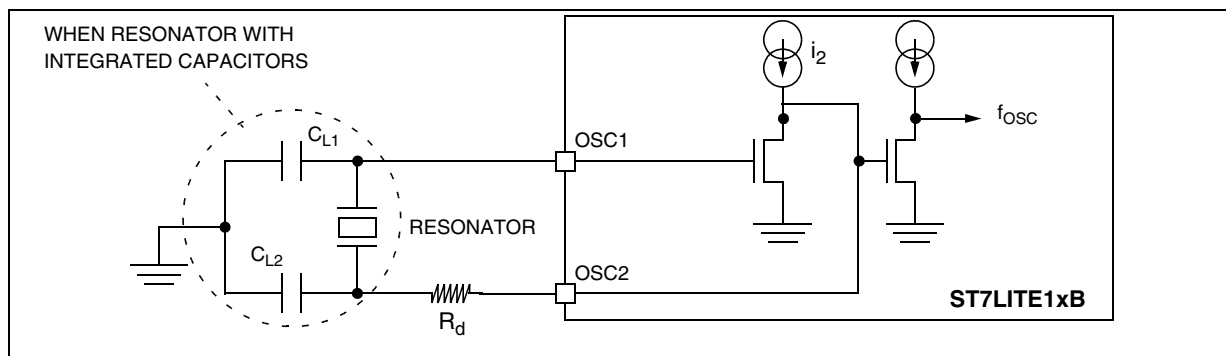 WHEN RESONATOR WITH
INTEGRATED CAPACITORS
CL1
OSC1
i2
fOSC
RESONATOR
CL2
OSC2
Rd
ST7LITE1xB